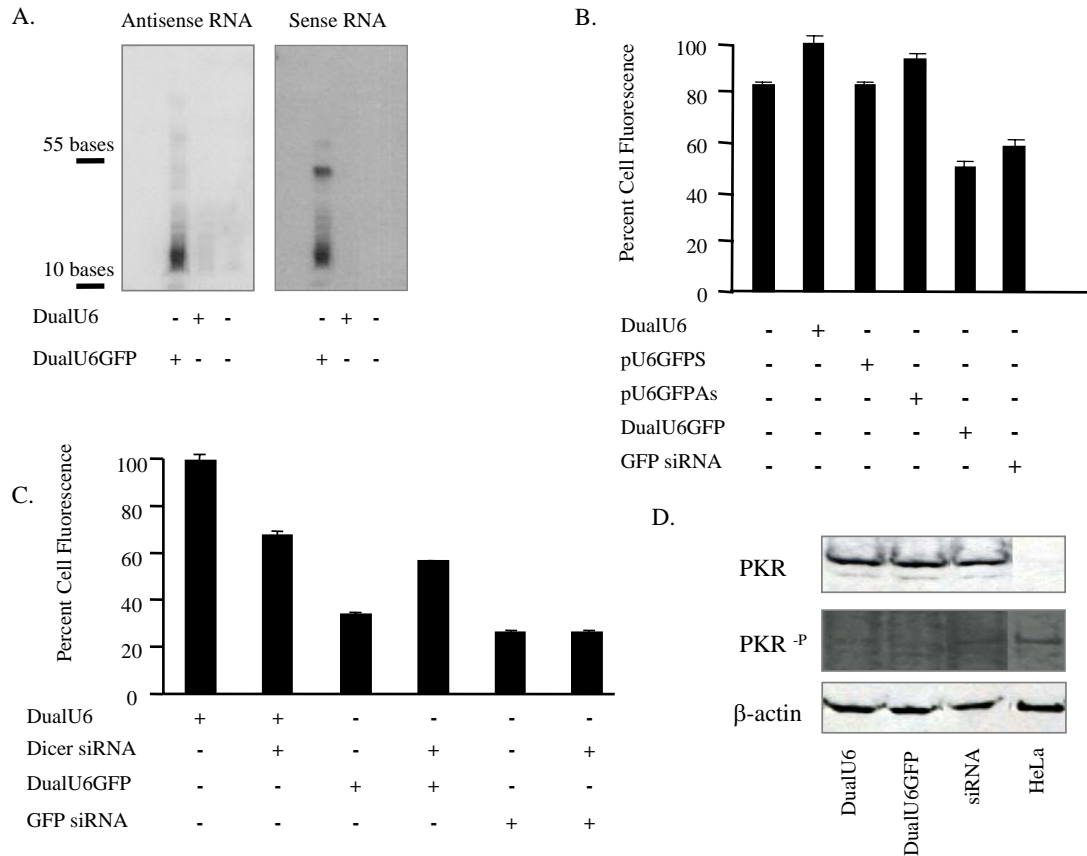 A.
Antisense RNA Sense RNA
55 bases
10 bases
DualU6 - + - - + -
DualU6GFP + - - + - -
B.
Percent Cell Fluorescence
100
80
60
40
20
0
DualU6 - + - - - -
pU6GFPS - - + - - -
pU6GFPAs - - - + - -
DualU6GFP - - - - + -
GFP siRNA - - - - - +
C.
Percent Cell Fluorescence
100
80
60
40
20
0
DualU6 + + - - - -
Dicer siRNA - + - + - +
DualU6GFP - - + + - -
GFP siRNA - - - - + +
D.
PKR
PKR -P
β-actin
DualU6
DualU6GFP
siRNA
HeLa